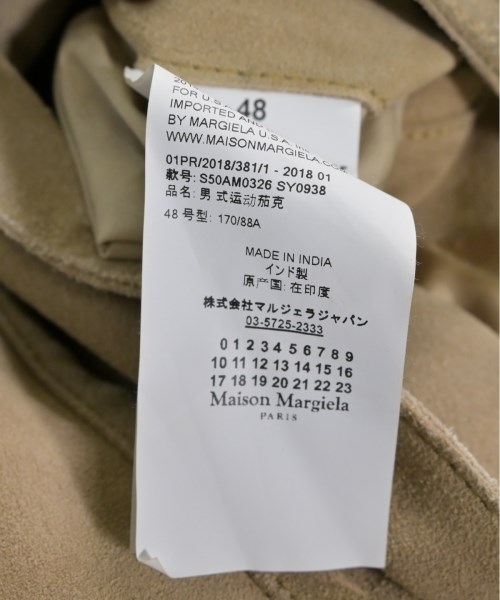 48
FOR U.S.A.
IMPORTED AND
BY MARGIELA U.S.A.
WWW.MAISONMARGIELA.CO
01PR/2018/381/1 - 2018 01
款号: S50AM0326 SY0938
品名: 男式运动茄克
48 号型: 170/88A
MADE IN INDIA
インド製
原产国: 在印度
株式会社マルジェラジャパン
03-5725-2333
0 1 2 3 4 5 6 7 8 9
10 11 12 13 14 15 16
17 18 19 20 21 22 23
Maison Margiela
PARIS